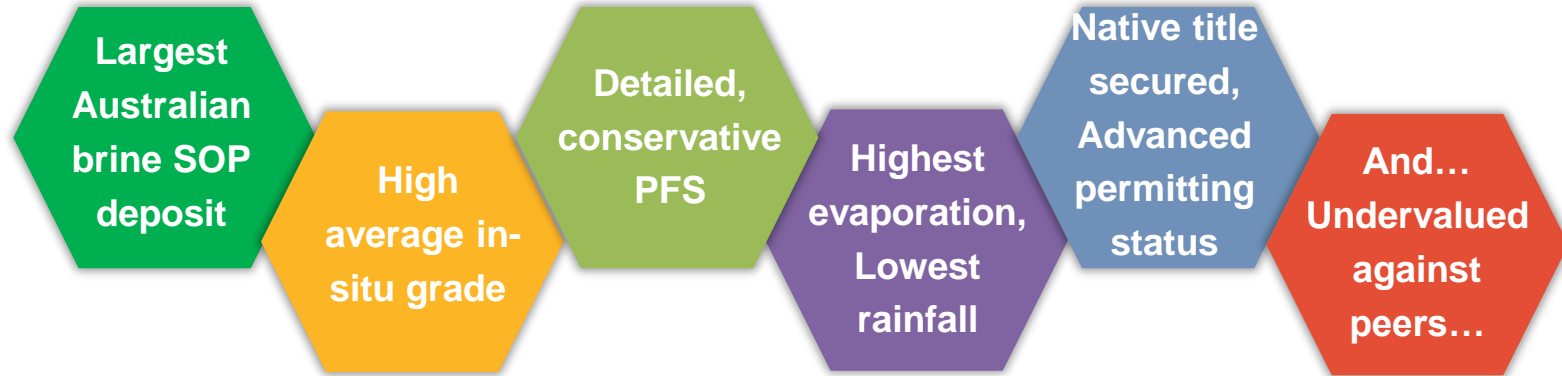 Largest
Australian
brine SOP
deposit
High
average in-
situ grade
Detailed,
conservative
PFS
Highest
evaporation,
Lowest
rainfall
Native title
secured,
Advanced
permitting
status
And…
Undervalued
against
peers…